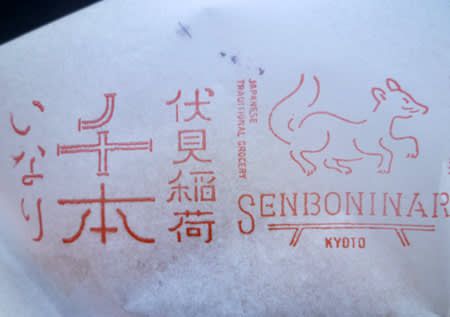 伏見稲荷
千本
いなり
JAPANESE
TRADITIONAL GROCERY
SENBONINAR
KYOTO